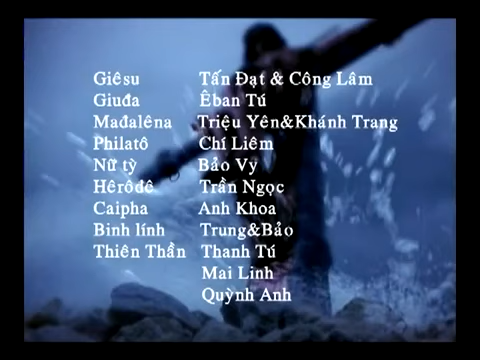 Giêsu Tấn Đạt & Công Lâm
Giuđa Êban Tú
Mađalêna Triệu Yên&Khánh Trang
Philatô Chí Liêm
Nữ tỳ Bảo Vy
Hêrôđê Trần Ngọc
Caipha Anh Khoa
Binh lính Trung&Bảo
Thiên Thần Thanh Tú
Mai Linh
Quỳnh Anh